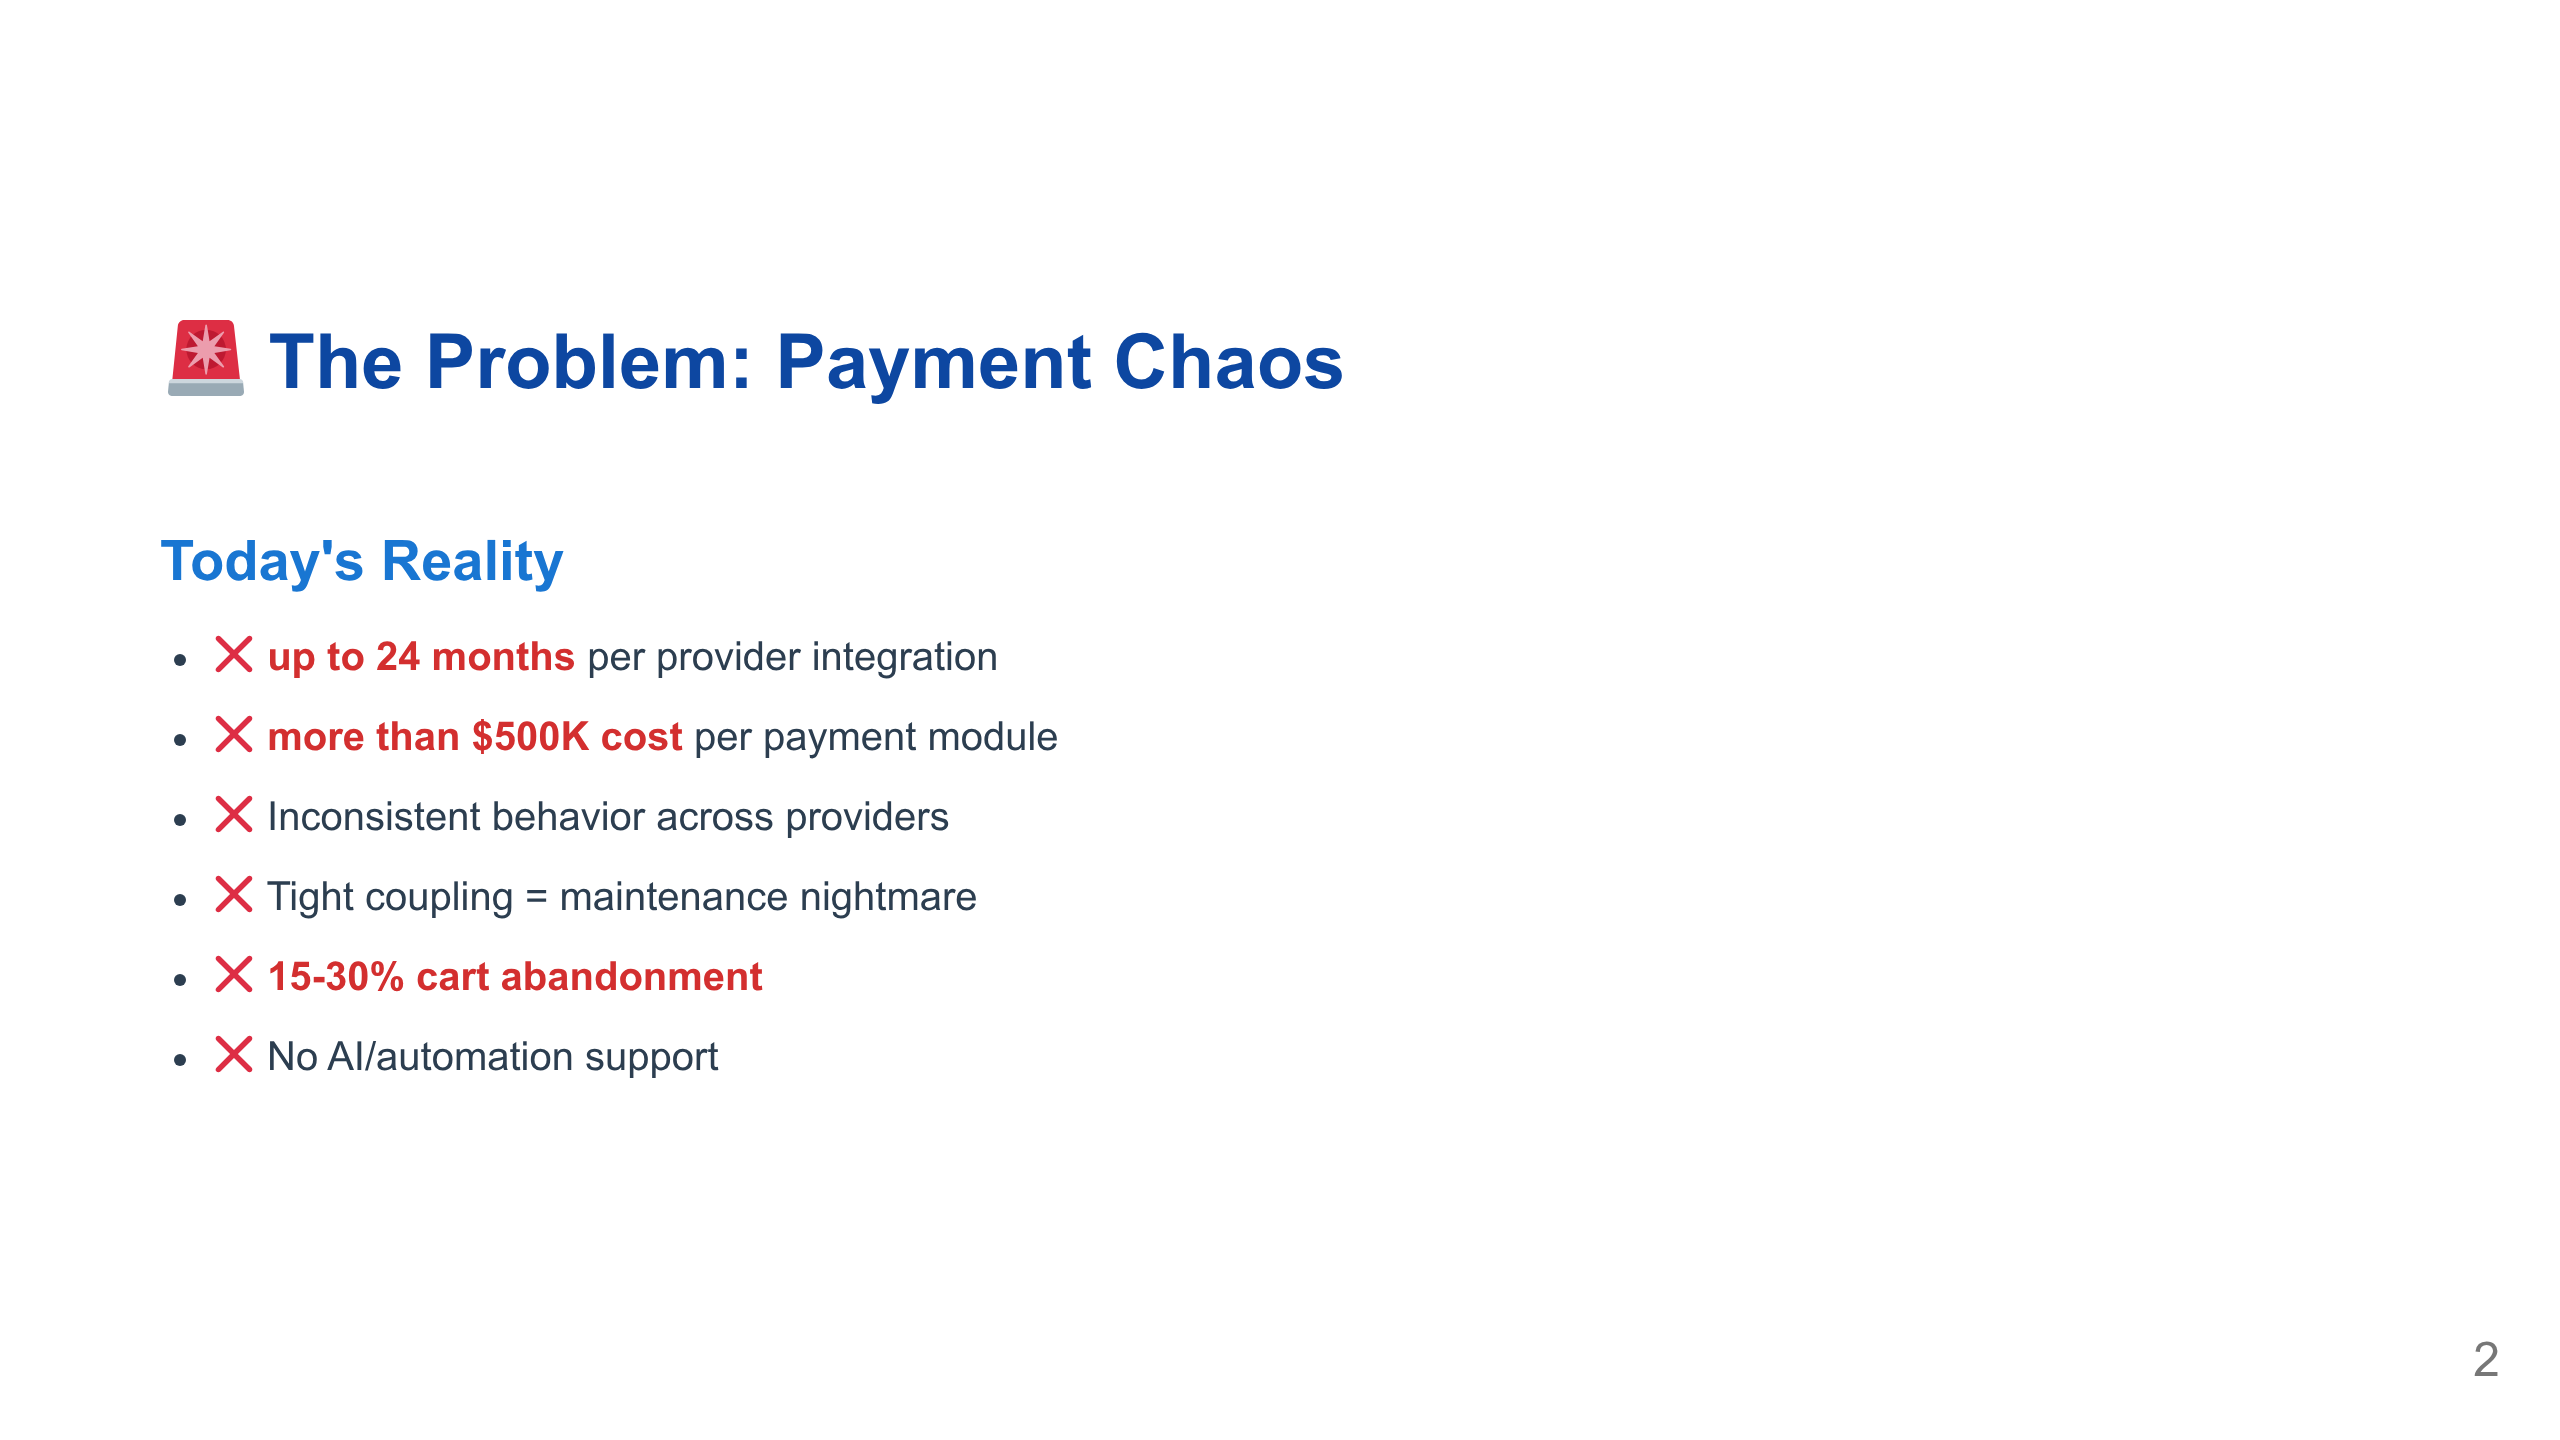 🚨 The Problem: Payment Chaos
Today's Reality
• ❌ up to 24 months per provider integration
• ❌ more than $500K cost per payment module
• ❌ Inconsistent behavior across providers
• ❌ Tight coupling = maintenance nightmare
• ❌ 15-30% cart abandonment
• ❌ No AI/automation support
2